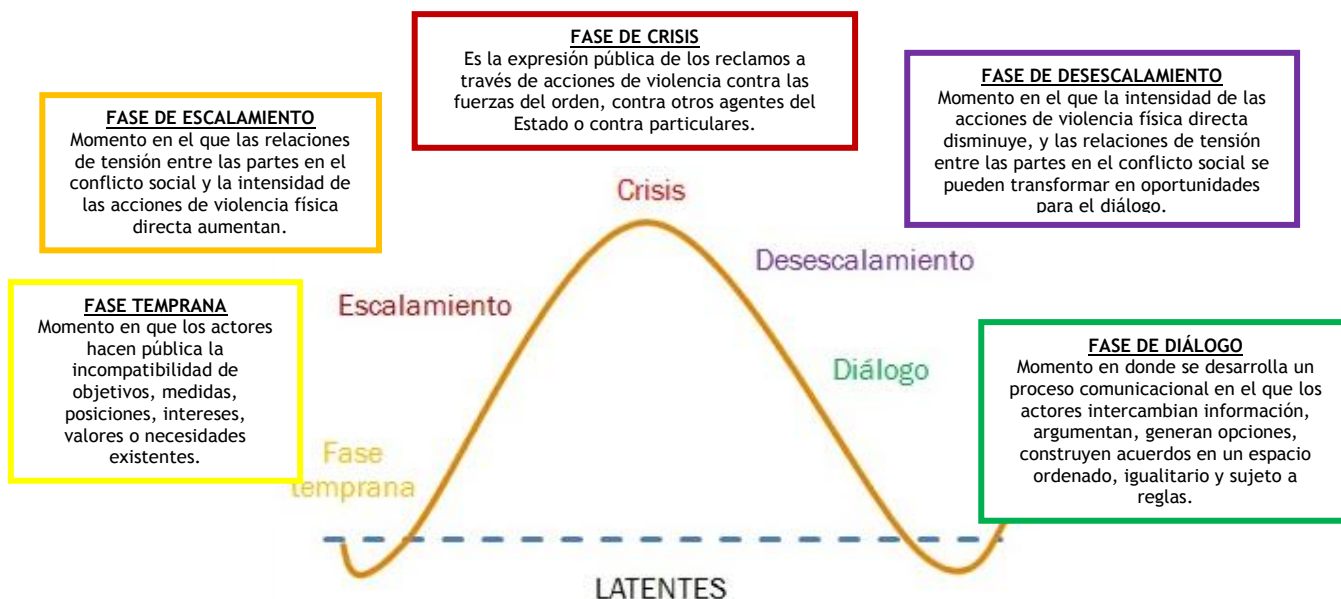 FASE DE CRISIS
Es la expresión pública de los reclamos a
través de acciones de violencia contra las
fuerzas del orden, contra otros agentes del
Estado o contra particulares.
FASE DE ESCALAMIENTO
Momento en el que las relaciones
de tensión entre las partes en el
conflicto social y la intensidad de
las acciones de violencia física
directa aumentan.
FASE DE DESESCALAMIENTO
Momento en el que la intensidad de las
acciones de violencia física directa
disminuye, y las relaciones de tensión
entre las partes en el conflicto social se
pueden transformar en oportunidades
para el diálogo.
Crisis
Desescalamiento
Escalamiento
FASE TEMPRANA
Momento en que los actores
hacen pública la
incompatibilidad de
objetivos, medidas,
posiciones, intereses,
valores o necesidades
existentes.
Diálogo
FASE DE DIÁLOGO
Momento en donde se desarrolla un
proceso comunicacional en el que los
actores intercambian información,
argumentan, generan opciones,
construyen acuerdos en un espacio
ordenado, igualitario y sujeto a
reglas.
Fase
temprana
LATENTES